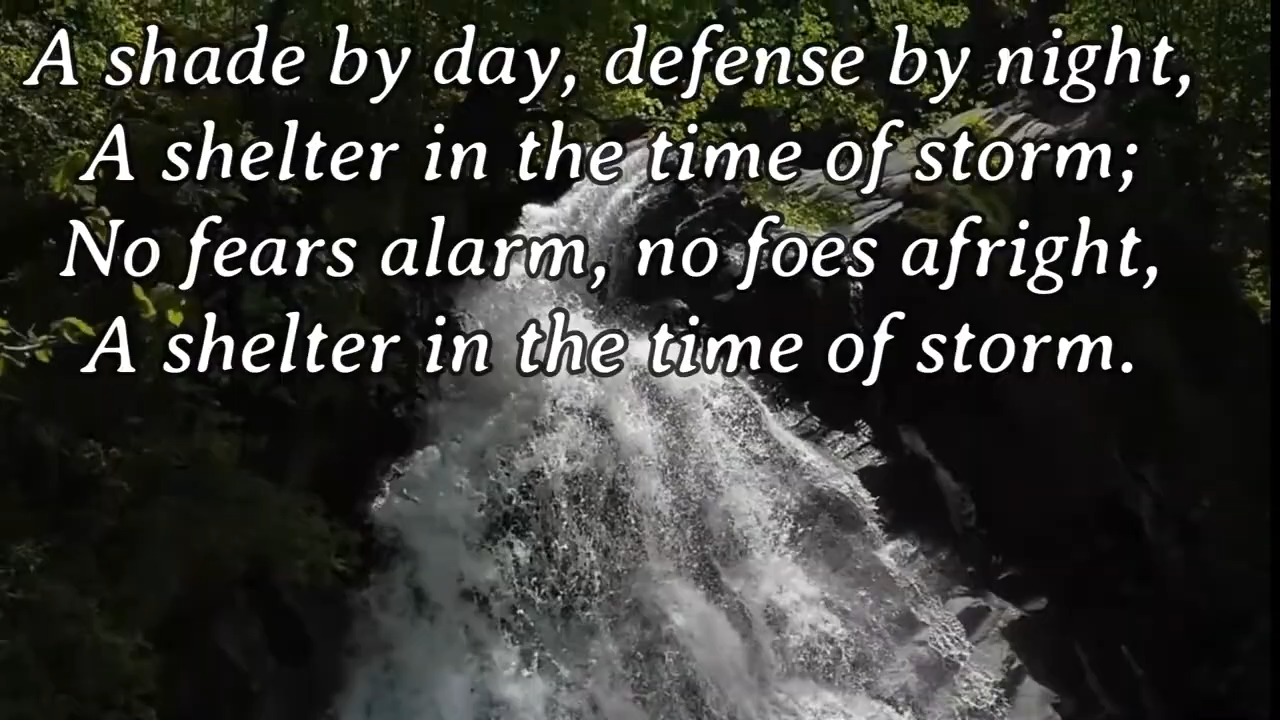 A shade by day, defense by night,
A shelter in the time of storm;
No fears alarm, no foes afright,
A shelter in the time of storm.